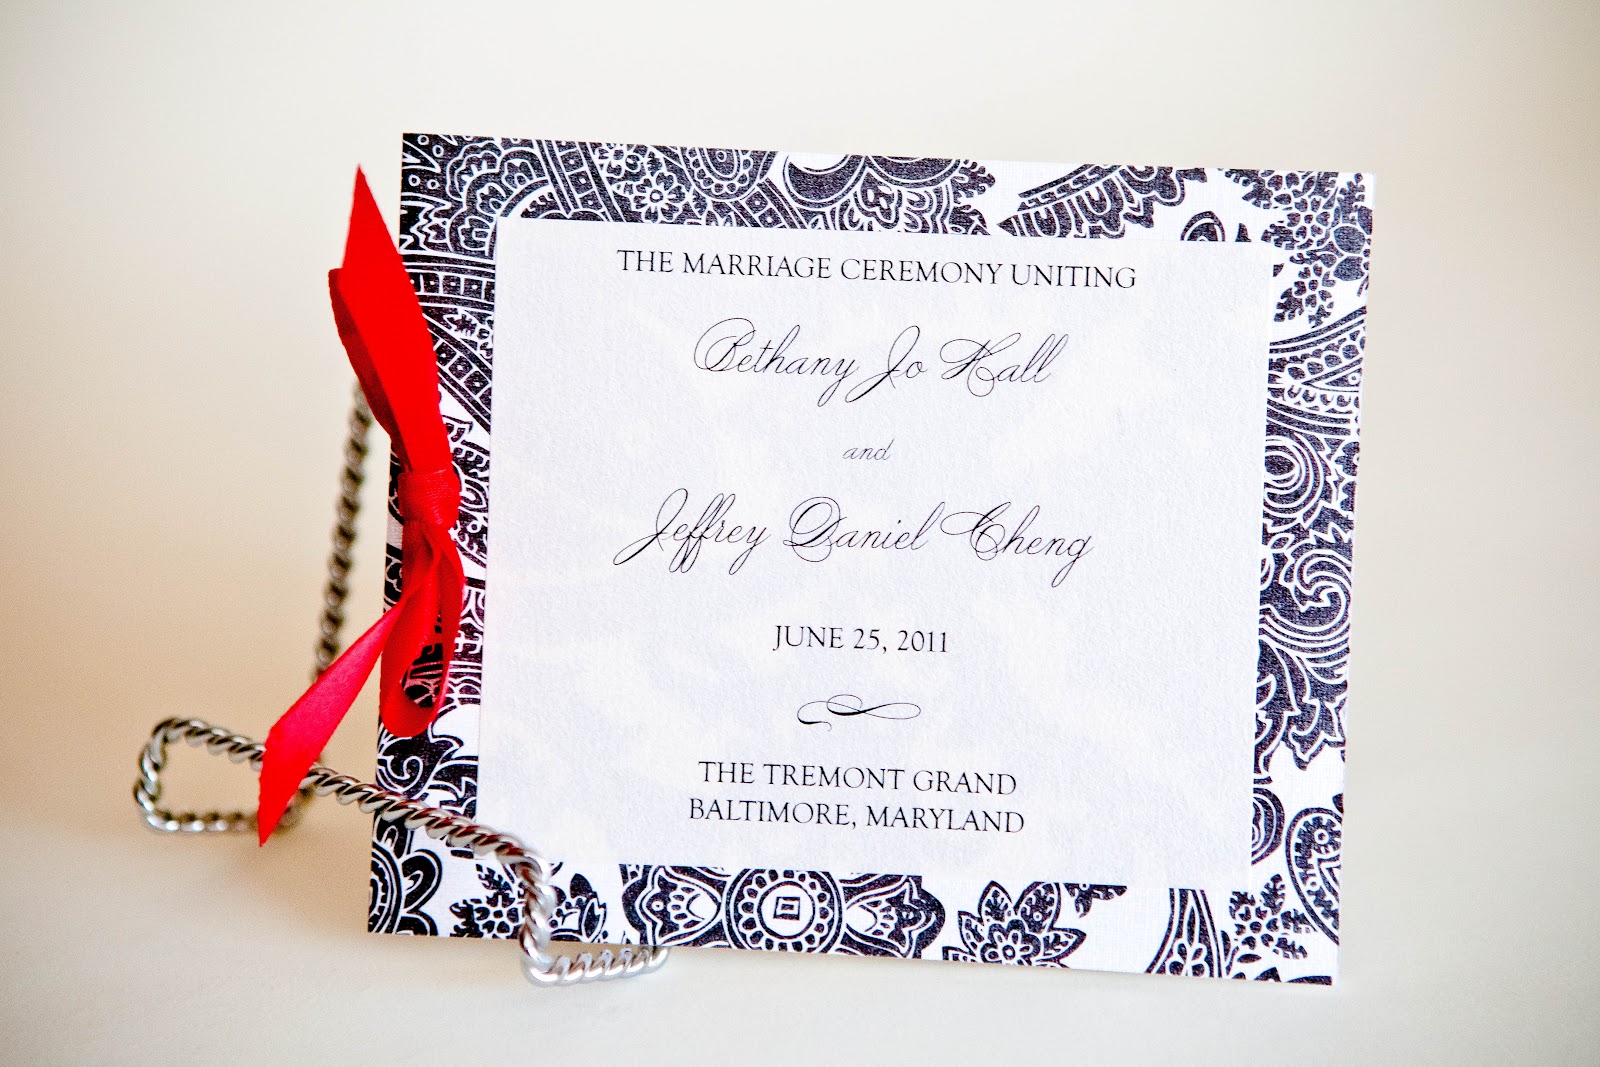 THE MARRIAGE CEREMONY UNITING
Bethany Jo Hall
and
Jeffrey Daniel Cheng
JUNE 25, 2011
THE TREMONT GRAND
BALTIMORE, MARYLAND